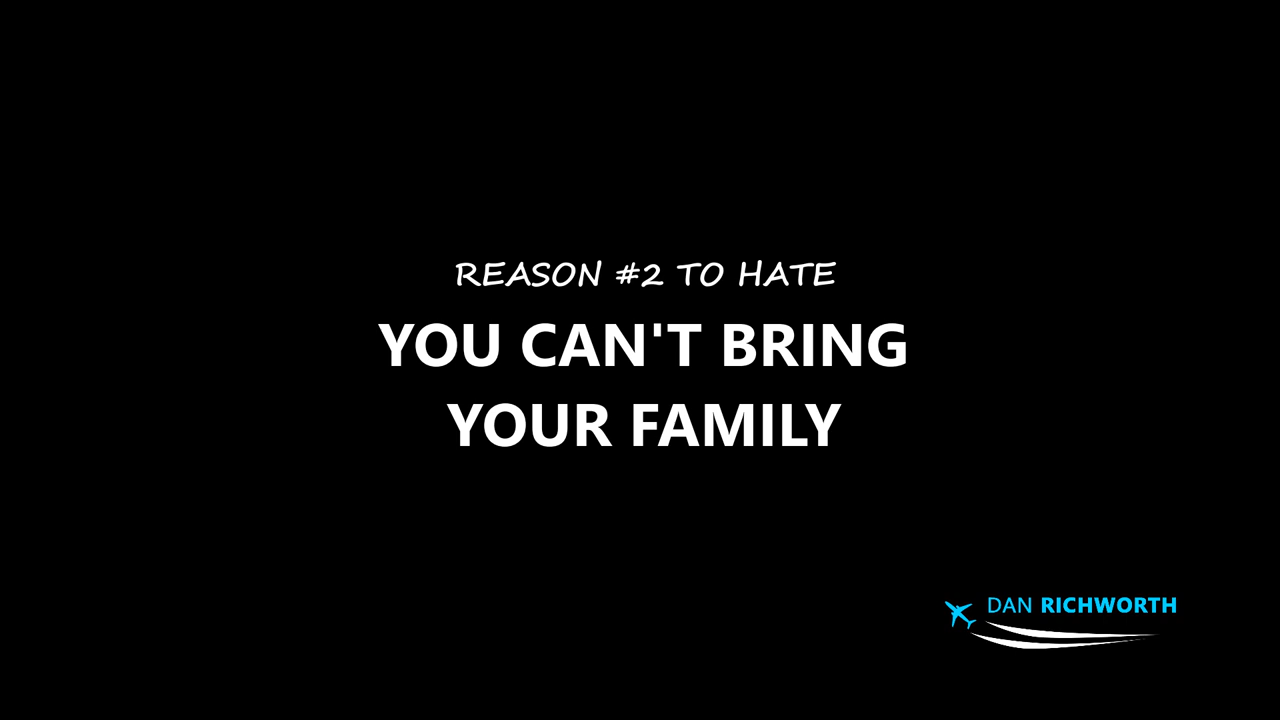 REASON #2 TO HATE
YOU CAN'T BRING
YOUR FAMILY
DAN RICHWORTH